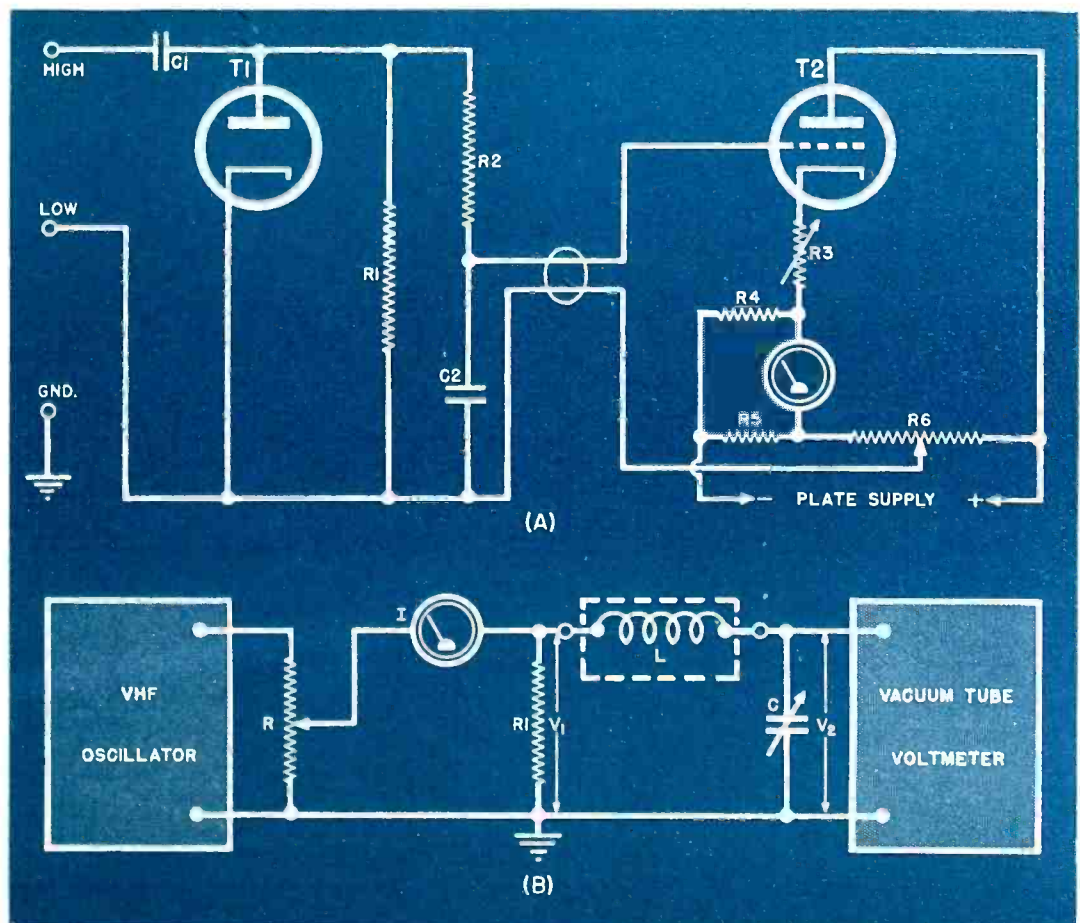 C1
HIGH
T1
T2
R2
LOW
R1
R3
R4
C2
GND.
R5
R6
- PLATE SUPPLY +
(A)
I
VHF
OSCILLATOR
R
R1
V1
L
C
V2
VACUUM TUBE
VOLTMETER
(B)